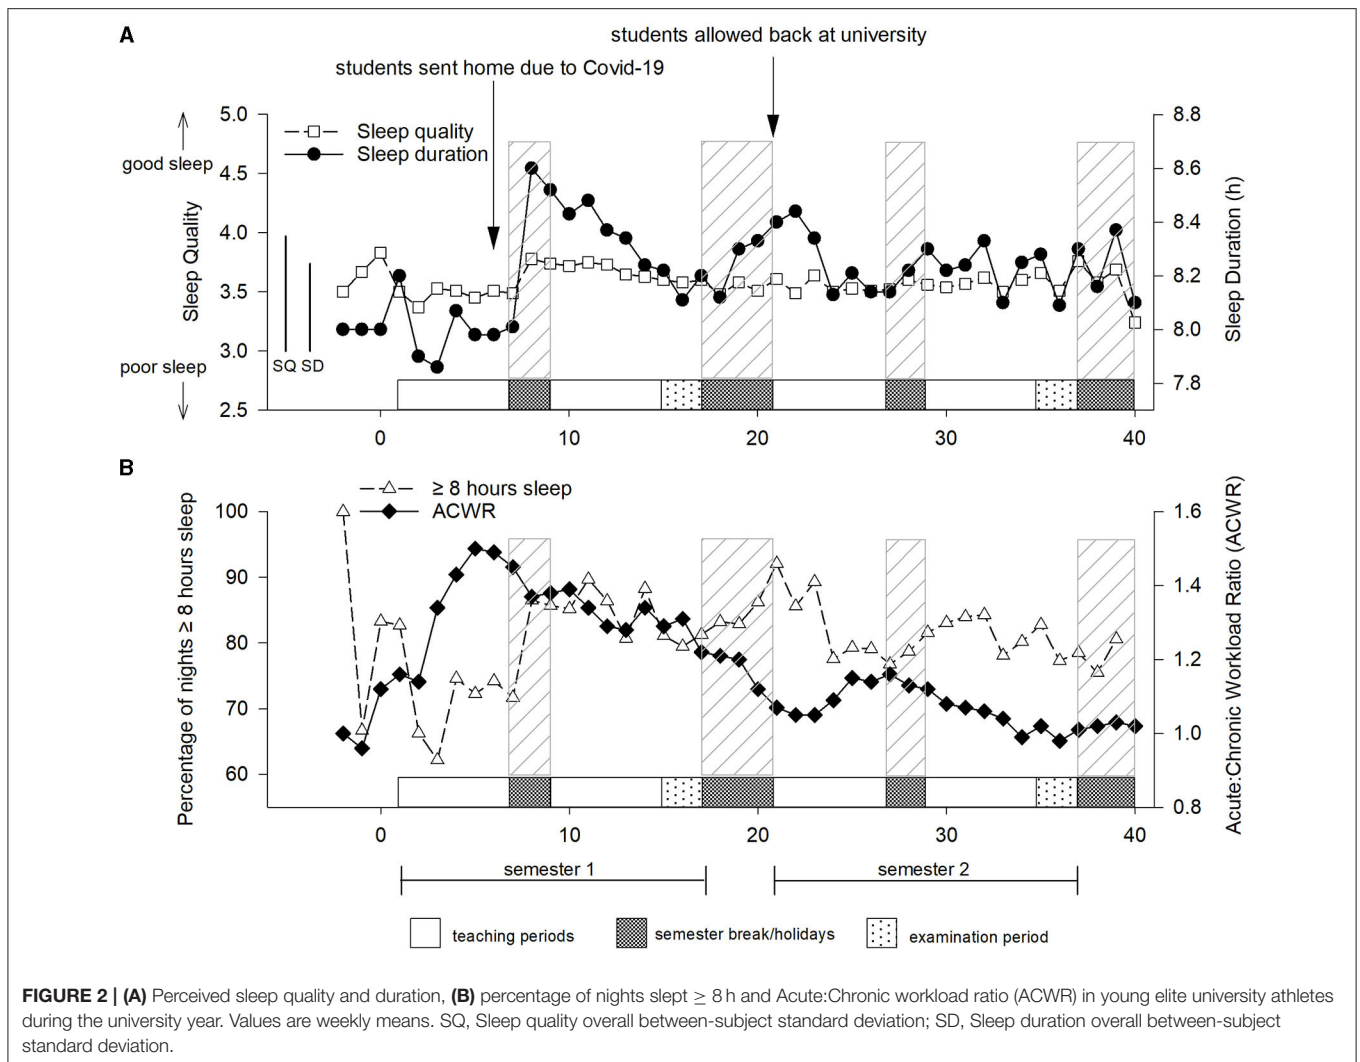 A
students allowed back at university
students sent home due to Covid-19
5.0
4.5
4.0
3.5
3.0
2.5
good sleep
poor sleep
Sleep Quality
Sleep quality
Sleep duration
SQ SD
8.8
8.6
8.4
8.2
8.0
7.8
Sleep Duration (h)
0 10 20 30 40
B
≥ 8 hours sleep
ACWR
Percentage of nights ≥ 8 hours sleep
100
90
80
70
60
1.6
1.4
1.2
1.0
0.8
Acute:Chronic Workload Ratio (ACWR)
0 10 20 30 40
semester 1 semester 2
teaching periods semester break/holidays examination period
FIGURE 2 | (A) Perceived sleep quality and duration, (B) percentage of nights slept ≥ 8 h and Acute:Chronic workload ratio (ACWR) in young elite university athletes
during the university year. Values are weekly means. SQ, Sleep quality overall between-subject standard deviation; SD, Sleep duration overall between-subject
standard deviation.